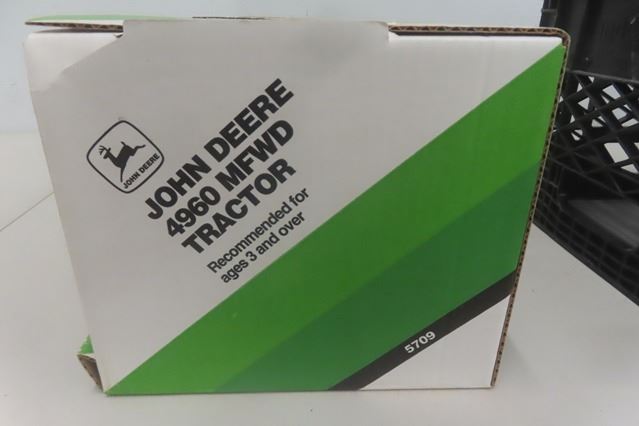 JOHN DEERE
JOHN DEERE
4960 MFWD
TRACTOR
Recommended for
ages 3 and over
5709